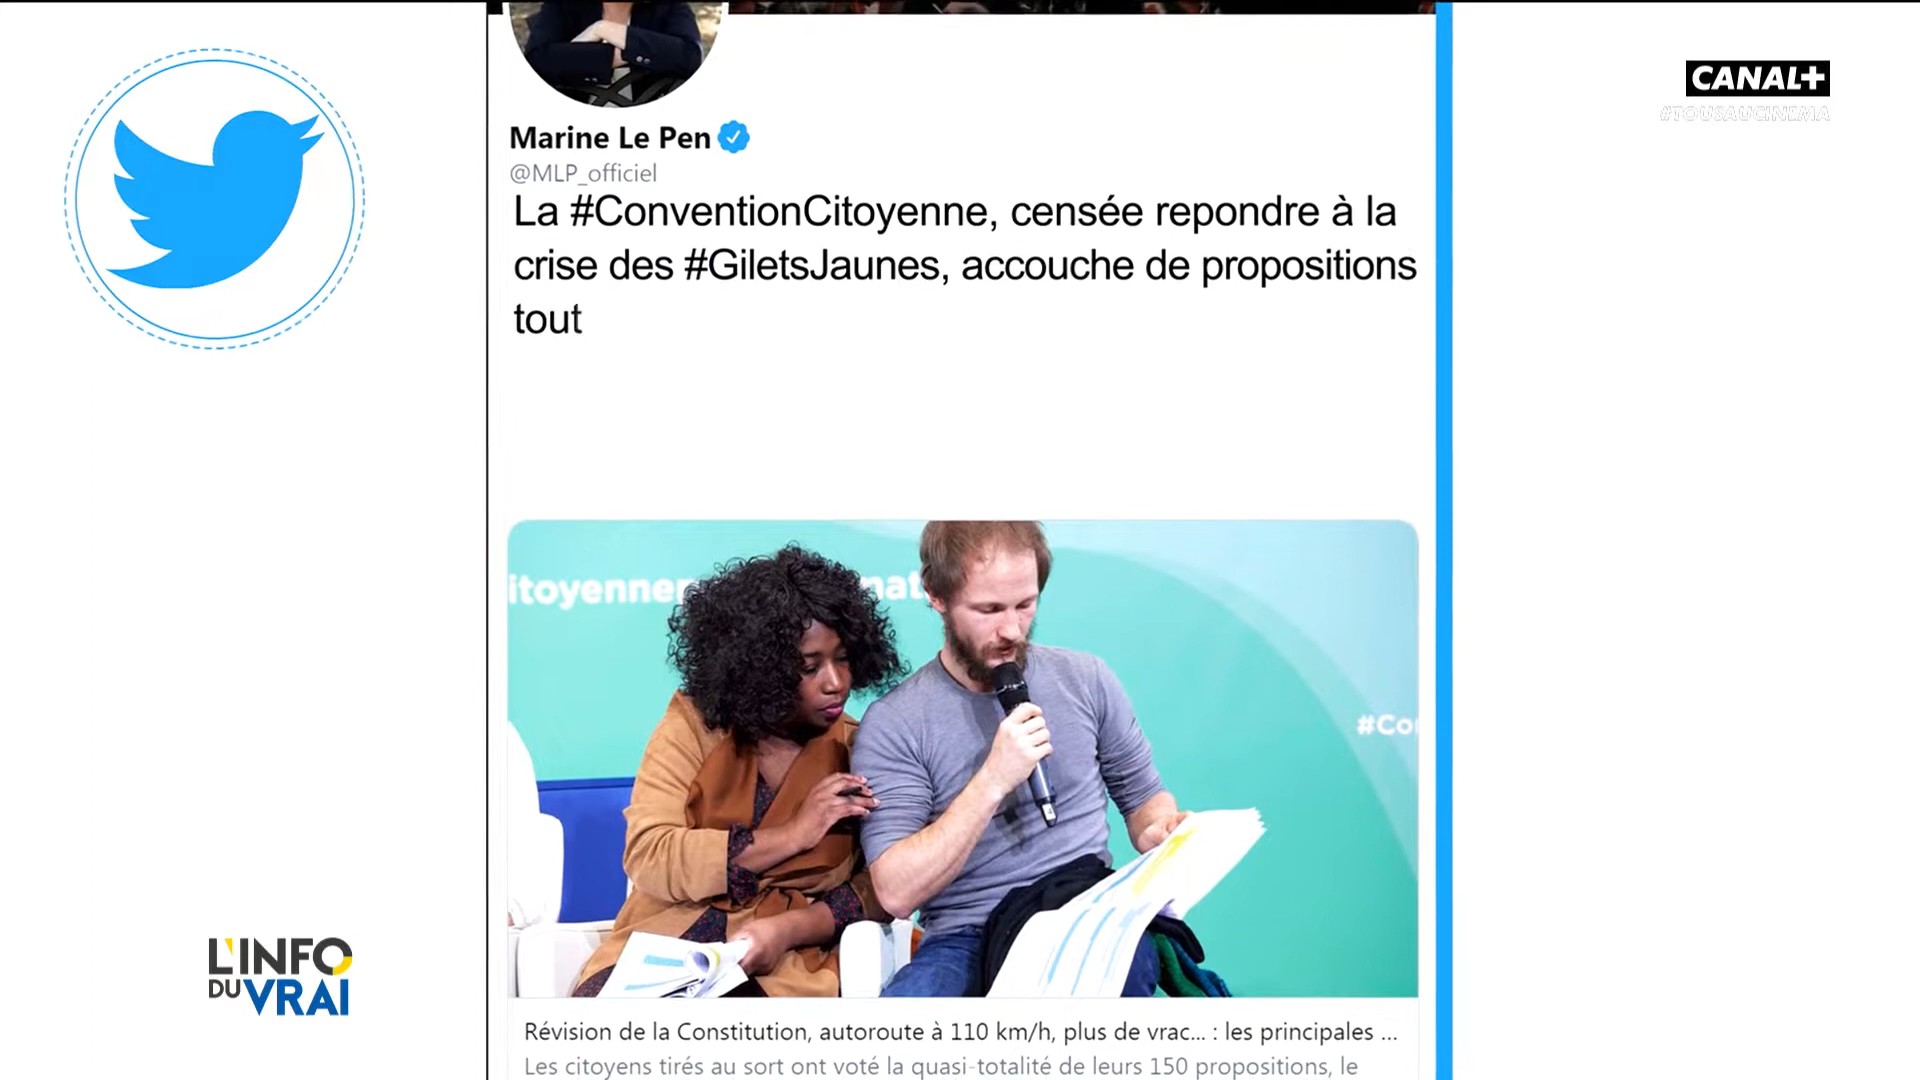 CANAL+
#TOUSAUCINEMA
Marine Le Pen
@MLP_officiel
La #ConventionCitoyenne, censée repondre à la
crise des #GiletsJaunes, accouche de propositions
tout
itoyenne
nat
#Co
L'INFO
DU VRAI
Révision de la Constitution, autoroute à 110 km/h, plus de vrac... : les principales ...
Les citoyens tirés au sort ont voté la quasi-totalité de leurs 150 propositions, le